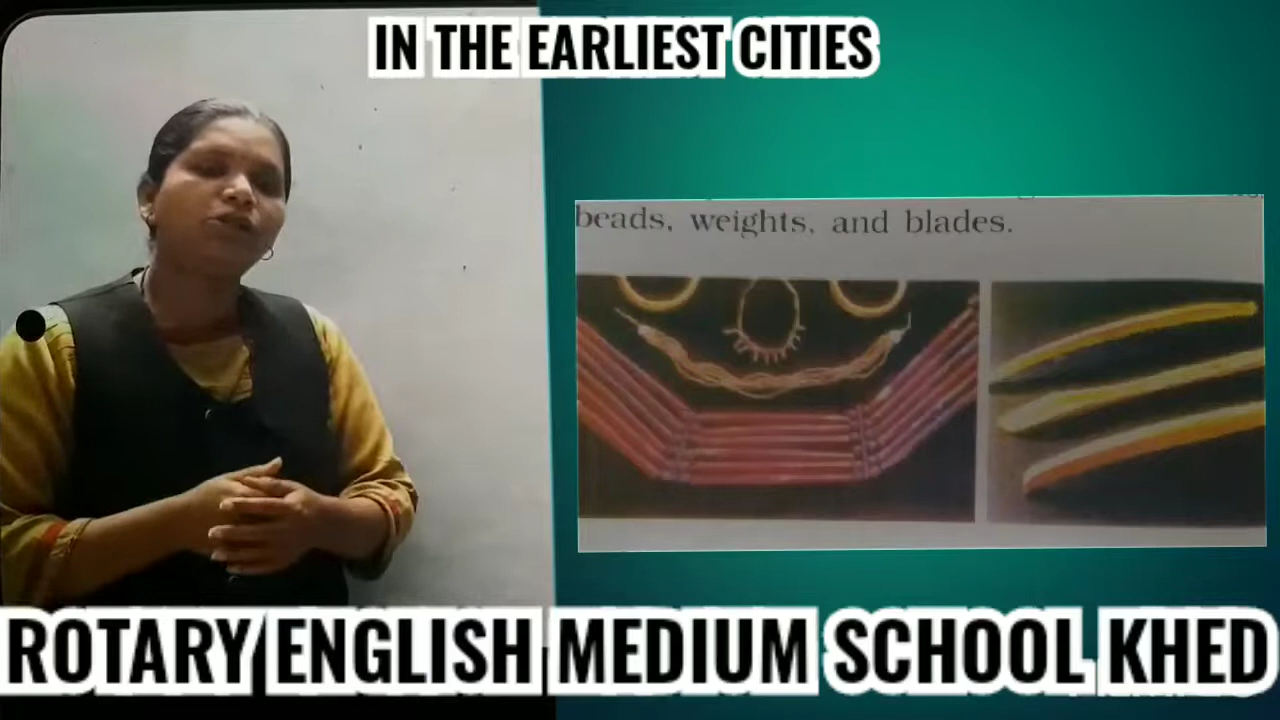 IN THE EARLIEST CITIES
beads, weights, and blades.
ROTARY ENGLISH MEDIUM SCHOOL KHED